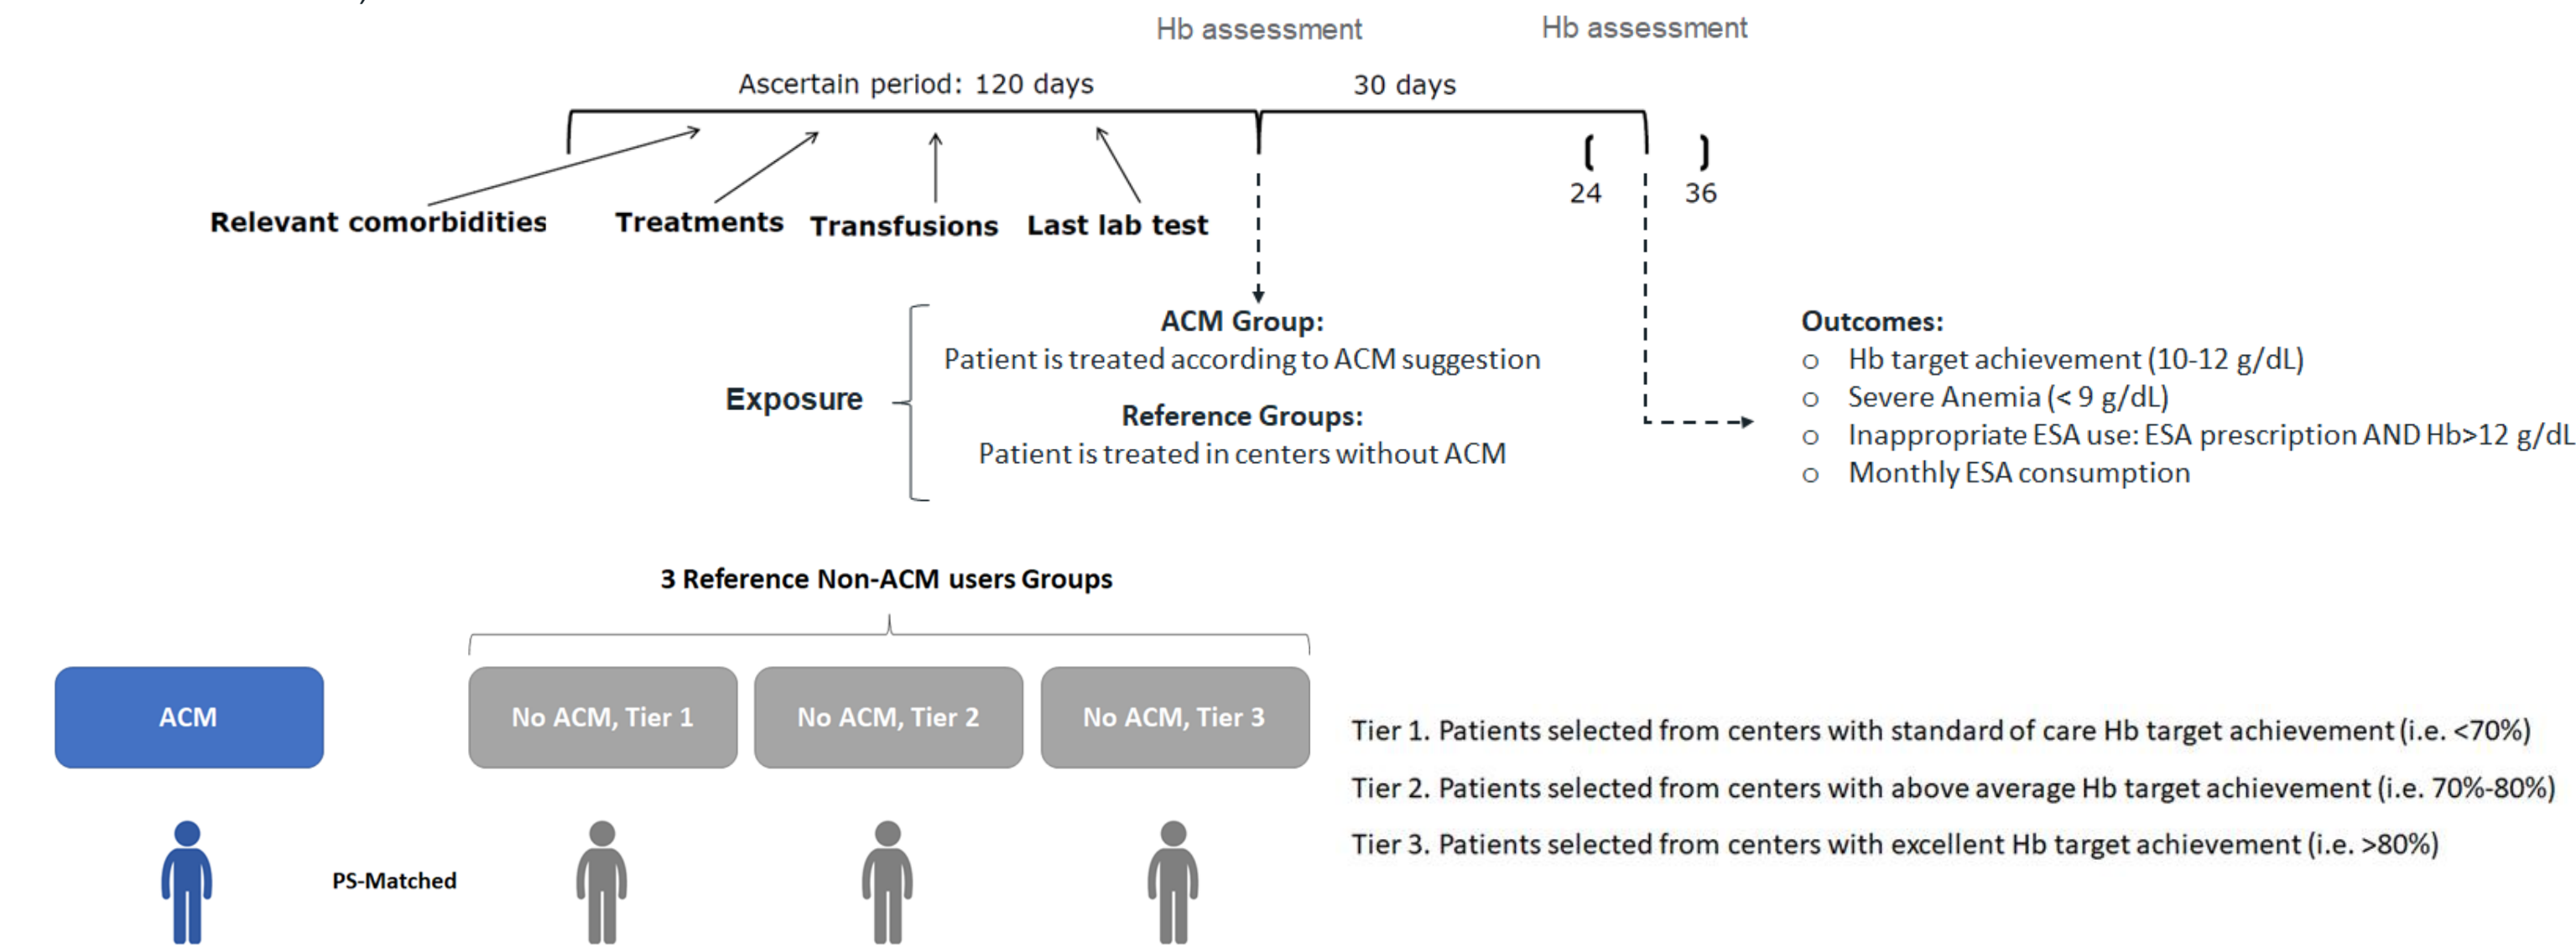 Hb assessment
Hb assessment
Ascertain period: 120 days
30 days
24
36
Relevant comorbidities
Treatments
Transfusions
Last lab test
Exposure
ACM Group:
Patient is treated according to ACM suggestion
Reference Groups:
Patient is treated in centers without ACM
Outcomes:
o Hb target achievement (10-12 g/dL)
o Severe Anemia (< 9 g/dL)
o Inappropriate ESA use: ESA prescription AND Hb>12 g/dL
o Monthly ESA consumption
3 Reference Non-ACM users Groups
ACM
No ACM, Tier 1
No ACM, Tier 2
No ACM, Tier 3
Tier 1. Patients selected from centers with standard of care Hb target achievement (i.e. <70%)
Tier 2. Patients selected from centers with above average Hb target achievement (i.e. 70%-80%)
Tier 3. Patients selected from centers with excellent Hb target achievement (i.e. >80%)
PS-Matched